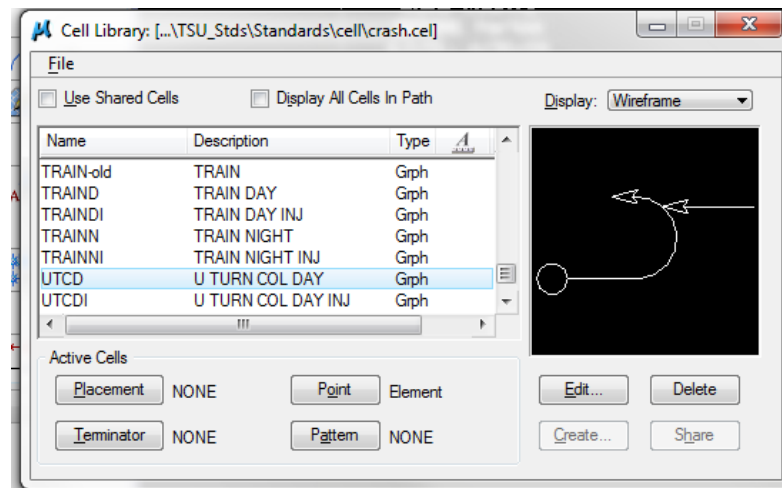 Cell Library: [...\TSU_Stds\Standards\cell\crash.cel]
File
Use Shared Cells Display All Cells In Path Display: Wireframe
Name Description Type A
TRAIN-old TRAIN Grph
TRAIND TRAIN DAY Grph
TRAINDI TRAIN DAY INJ Grph
TRAINN TRAIN NIGHT Grph
TRAINNI TRAIN NIGHT INJ Grph
UTCD U TURN COL DAY Grph
UTCDI U TURN COL DAY INJ Grph
Active Cells
Placement NONE Point Element Edit... Delete
Terminator NONE Pattern NONE Create... Share